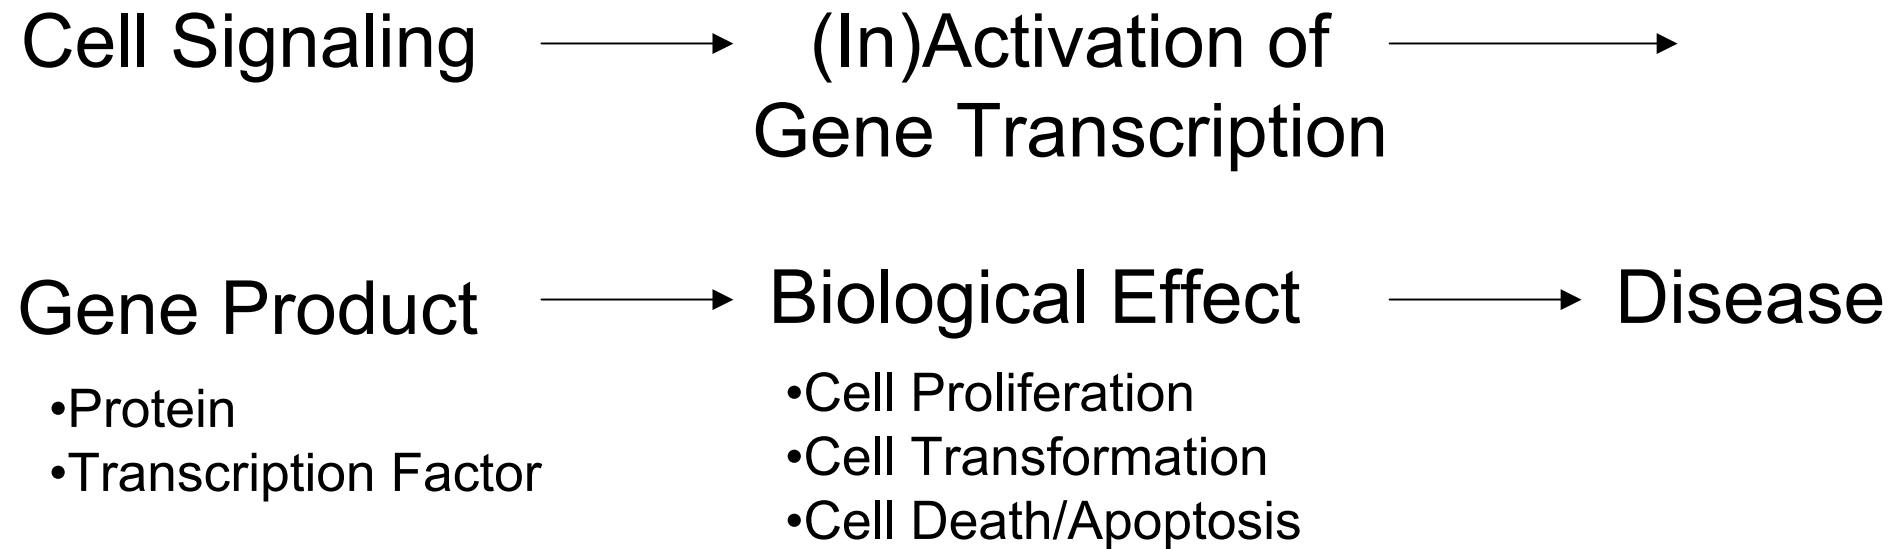 Cell Signaling
(In)Activation of
Gene Transcription
Gene Product
•Protein
•Transcription Factor
Biological Effect
•Cell Proliferation
•Cell Transformation
•Cell Death/Apoptosis
Disease